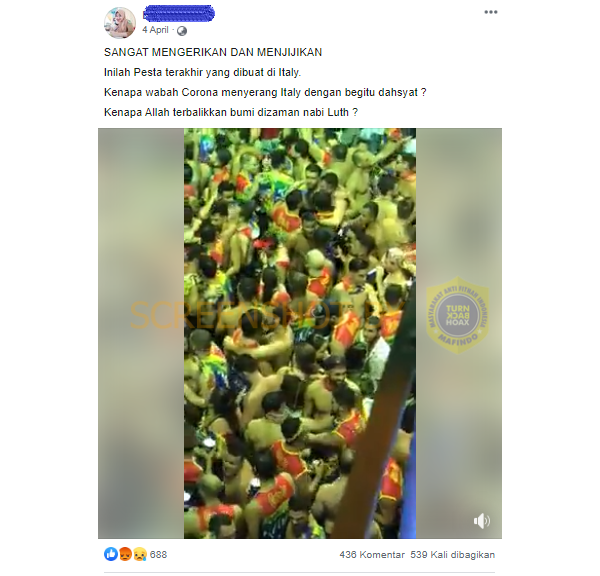 4 April
SANGAT MENGERIKAN DAN MENJIJIKAN
Inilah Pesta terakhir yang dibuat di Italy.
Kenapa wabah Corona menyerang Italy dengan begitu dahsyat ?
Kenapa Allah terbalikkan bumi dizaman nabi Luth ?
MASYARAKAT ANTI FITNAH INDONESIA
TURN
BACK
HOAX
MAFINDO
688
436 Komentar 539 Kali dibagikan